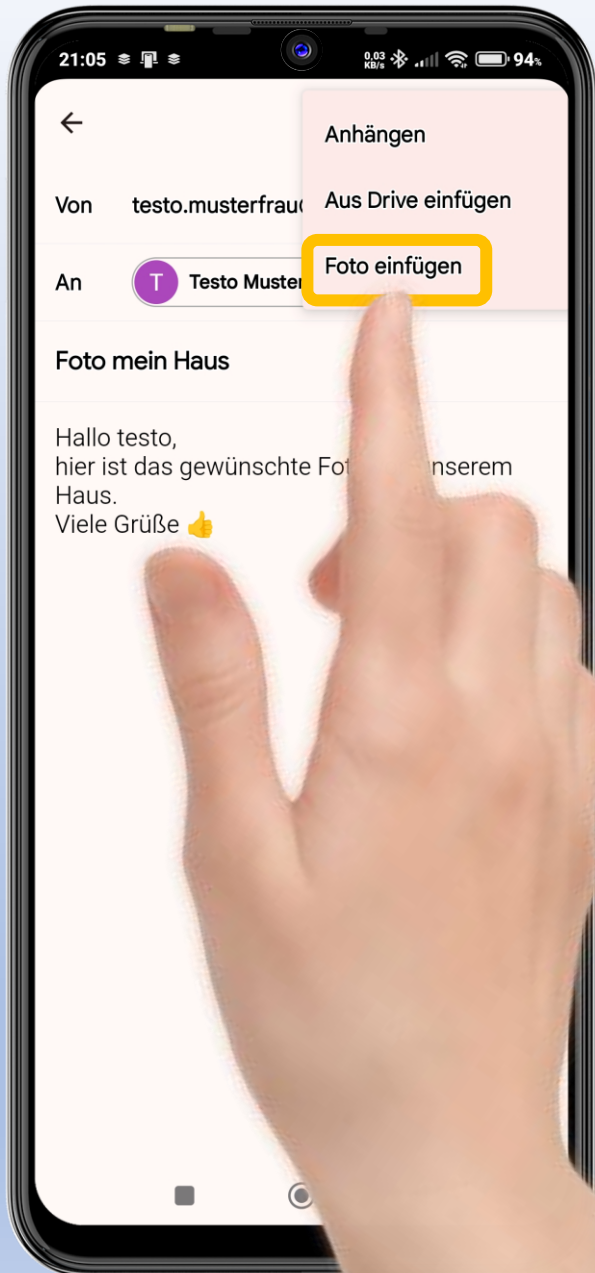 21:05
0,03 KB/s
94%
Anhängen
Von testo.musterfrau
Aus Drive einfügen
An T Testo Muster
Foto einfügen
Foto mein Haus
Hallo testo,
hier ist das gewünschte Fo nserem
Haus.
Viele Grüße 👍